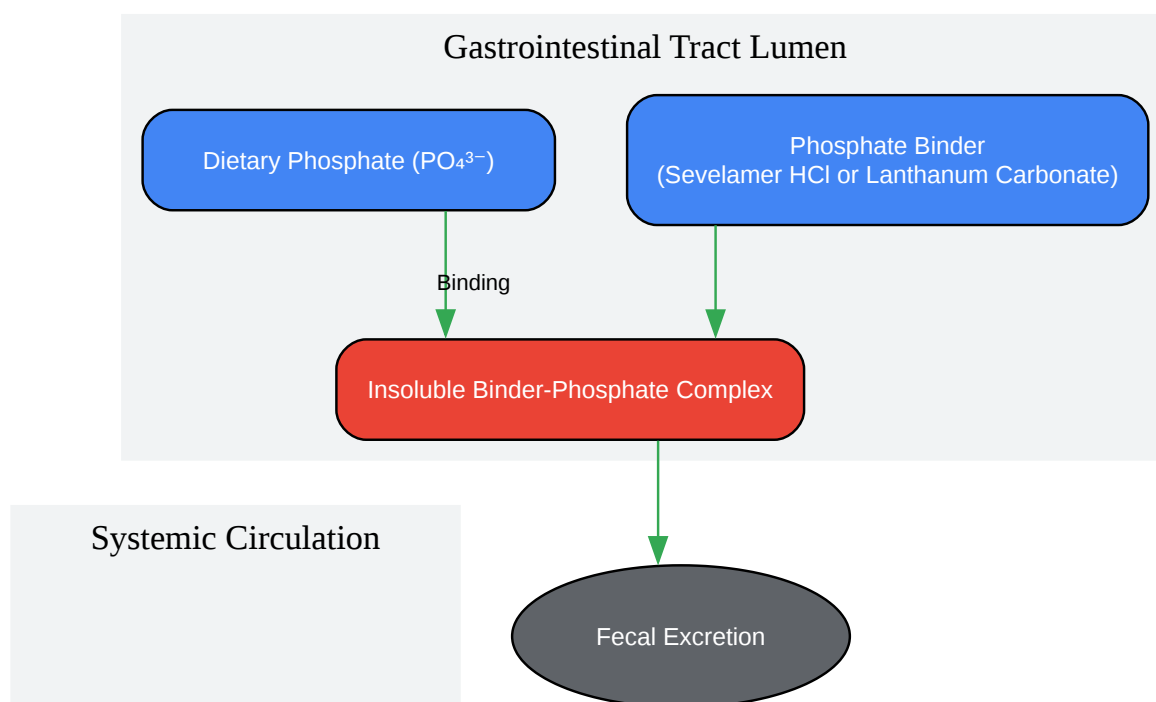 Gastrointestinal Tract Lumen
Dietary Phosphate (PO₄³⁻)
Phosphate Binder
(Sevelamer HCl or Lanthanum Carbonate)
Binding
Insoluble Binder-Phosphate Complex
Systemic Circulation
Fecal Excretion